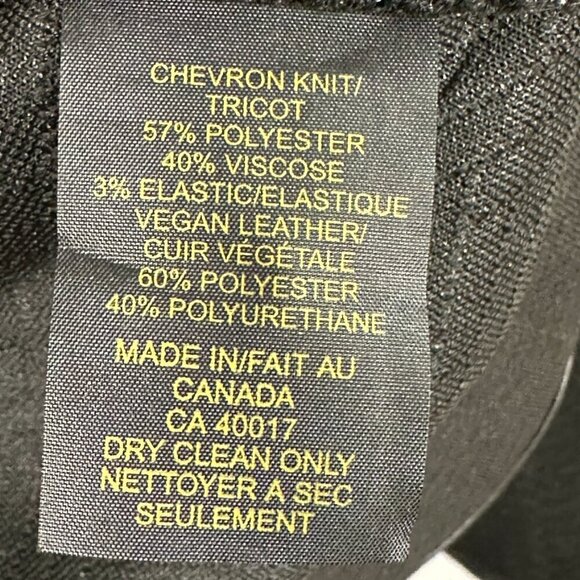 CHEVRON KNIT/
TRICOT
57% POLYESTER
40% VISCOSE
3% ELASTIC/ELASTIQUE
VEGAN LEATHER/
CUIR VÉGÉTALE
60% POLYESTER
40% POLYURETHANE
MADE IN/FAIT AU
CANADA
CA 40017
DRY CLEAN ONLY
NETTOYER A SEC
SEULEMENT